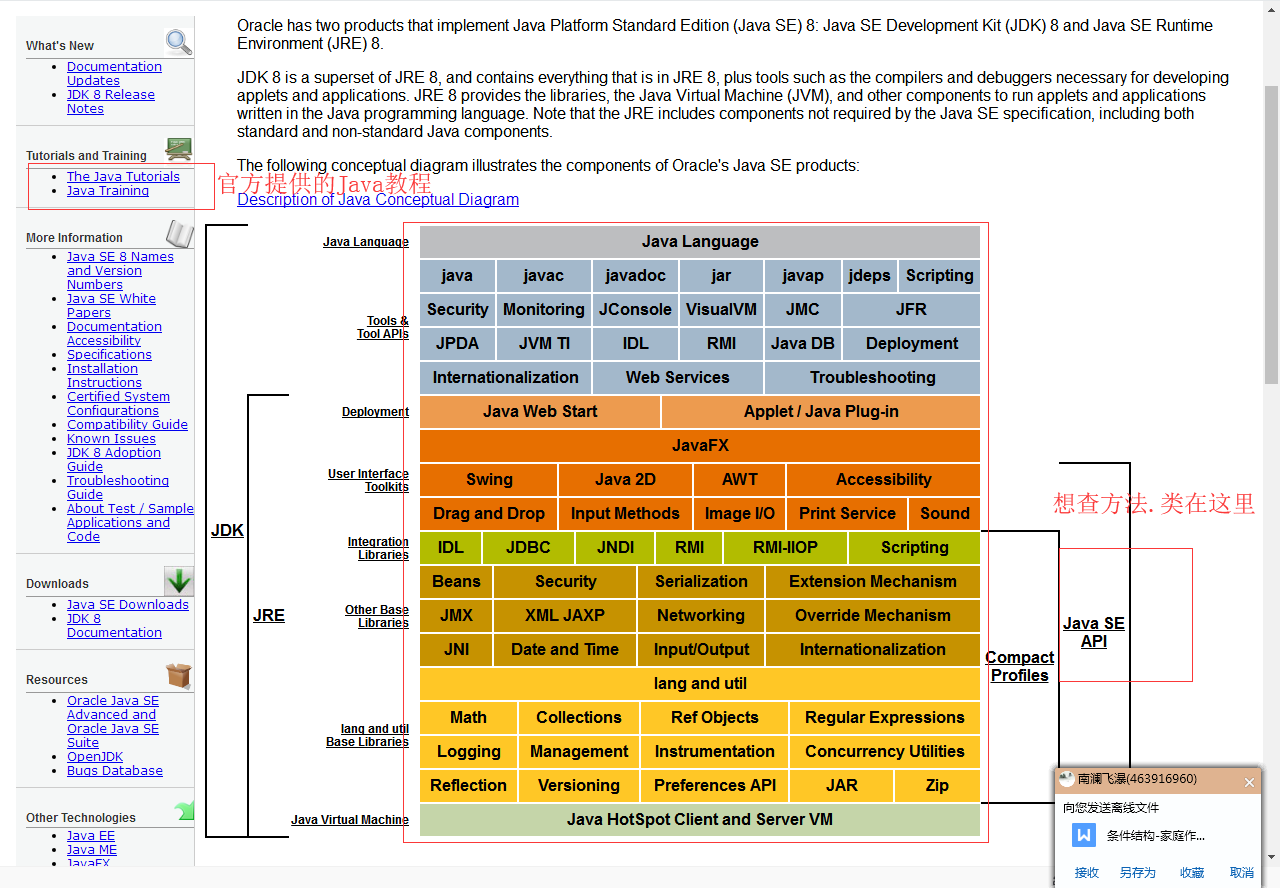 Oracle has two products that implement Java Platform Standard Edition (Java SE) 8: Java SE Development Kit (JDK) 8 and Java SE Runtime
Environment (JRE) 8.
JDK 8 is a superset of JRE 8, and contains everything that is in JRE 8, plus tools such as the compilers and debuggers necessary for developing
applets and applications. JRE 8 provides the libraries, the Java Virtual Machine (JVM), and other components to run applets and applications
written in the Java programming language. Note that the JRE includes components not required by the Java SE specification, including both
standard and non-standard Java components.
The following conceptual diagram illustrates the components of Oracle's Java SE products:
官方提供的Java教程
Description of Java Conceptual Diagram
What's New
Documentation
Updates
JDK 8 Release
Notes
Tutorials and Training
The Java Tutorials
Java Training
More Information
Java SE 8 Names
and Version
Numbers
Java SE White
Papers
Documentation
Accessibility
Specifications
Installation
Instructions
Certified System
Configurations
Compatibility Guide
Known Issues
JDK 8 Adoption
Guide
Troubleshooting
Guide
About Test / Sample
Applications and
Code
Downloads
Java SE Downloads
JDK 8
Documentation
Resources
Oracle Java SE
Advanced and
Oracle Java SE
Suite
OpenJDK
Bugs Database
Other Technologies
Java EE
Java ME
JavaFX
JDK
JRE
Java Language
Java Language
Tools &
Tool APIs
java javac javadoc jar javap jdeps Scripting
Security Monitoring JConsole VisualVM JMC JFR
JPDA JVM TI IDL RMI Java DB Deployment
Internationalization Web Services Troubleshooting
Deployment
Java Web Start Applet / Java Plug-in
JavaFX
User Interface
Toolkits
Swing Java 2D AWT Accessibility
Drag and Drop Input Methods Image I/O Print Service Sound
Integration
Libraries
IDL JDBC JNDI RMI RMI-IIOP Scripting
Other Base
Libraries
Beans Security Serialization Extension Mechanism
JMX XML JAXP Networking Override Mechanism
JNI Date and Time Input/Output Internationalization
lang and util
lang and util
Base Libraries
Math Collections Ref Objects Regular Expressions
Logging Management Instrumentation Concurrency Utilities
Reflection Versioning Preferences API JAR Zip
Java Virtual Machine
Java HotSpot Client and Server VM
Compact
Profiles
想查方法.类在这里
Java SE
API
南澜飞瀑(463916960)
向您发送离线文件
条件结构-家庭作...
接收 另存为 收藏 取消